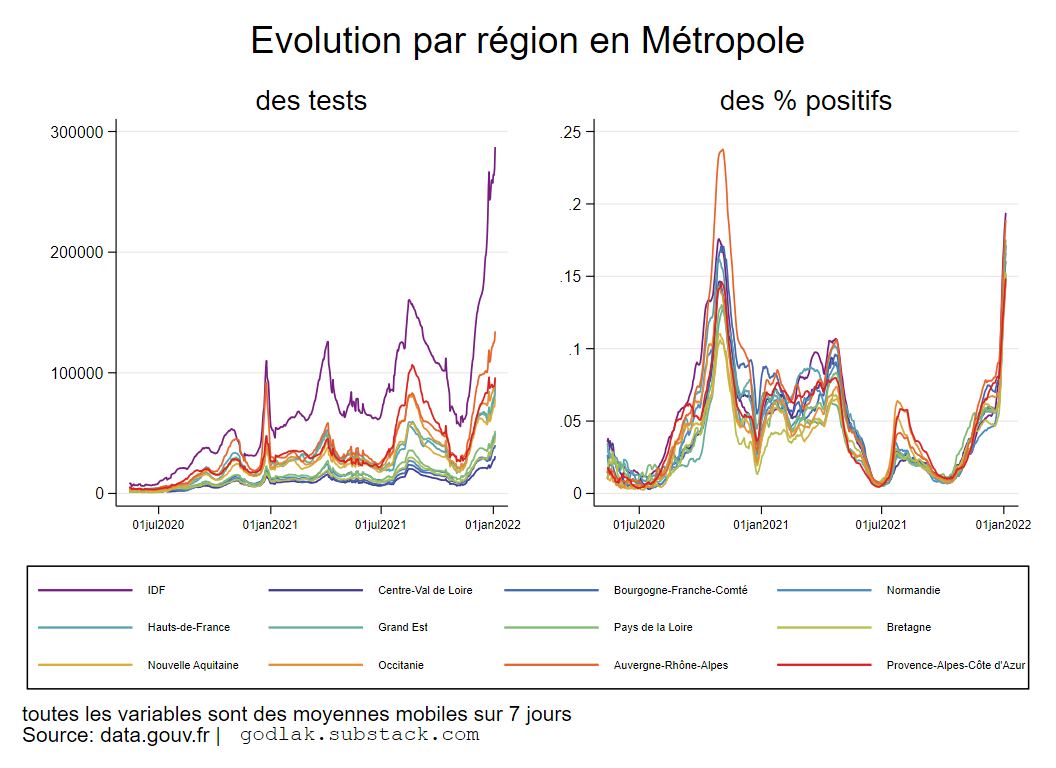 Evolution par région en Métropole
des tests
300000
200000
100000
0
01jul2020 01jan2021 01jul2021 01jan2022
des % positifs
.25
.2
.15
.1
.05
0
01jul2020 01jan2021 01jul2021 01jan2022
IDF Centre-Val de Loire Bourgogne-Franche-Comté Normandie
Hauts-de-France Grand Est Pays de la Loire Bretagne
Nouvelle Aquitaine Occitanie Auvergne-Rhône-Alpes Provence-Alpes-Côte d'Azur
toutes les variables sont des moyennes mobiles sur 7 jours
Source: data.gouv.fr | godlak.substack.com